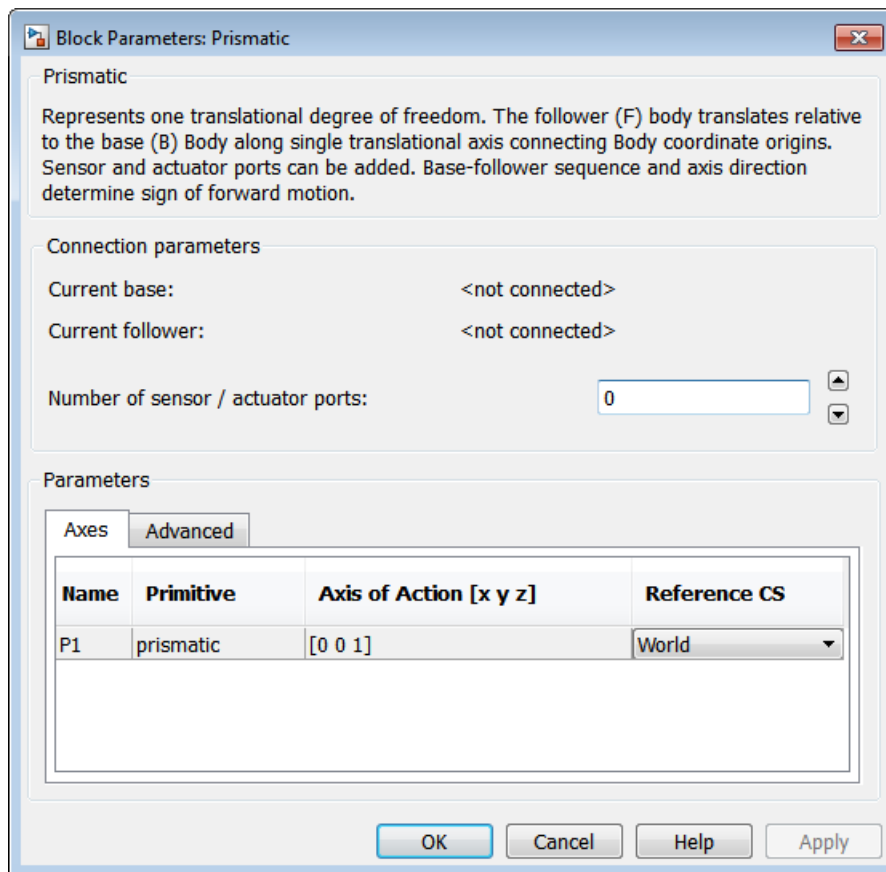 Block Parameters: Prismatic
Prismatic
Represents one translational degree of freedom. The follower (F) body translates relative
to the base (B) Body along single translational axis connecting Body coordinate origins.
Sensor and actuator ports can be added. Base-follower sequence and axis direction
determine sign of forward motion.
Connection parameters
Current base: <not connected>
Current follower: <not connected>
Number of sensor / actuator ports: 0
Parameters
Axes Advanced
Name Primitive Axis of Action [x y z] Reference CS
P1 prismatic [0 0 1] World
OK Cancel Help Apply